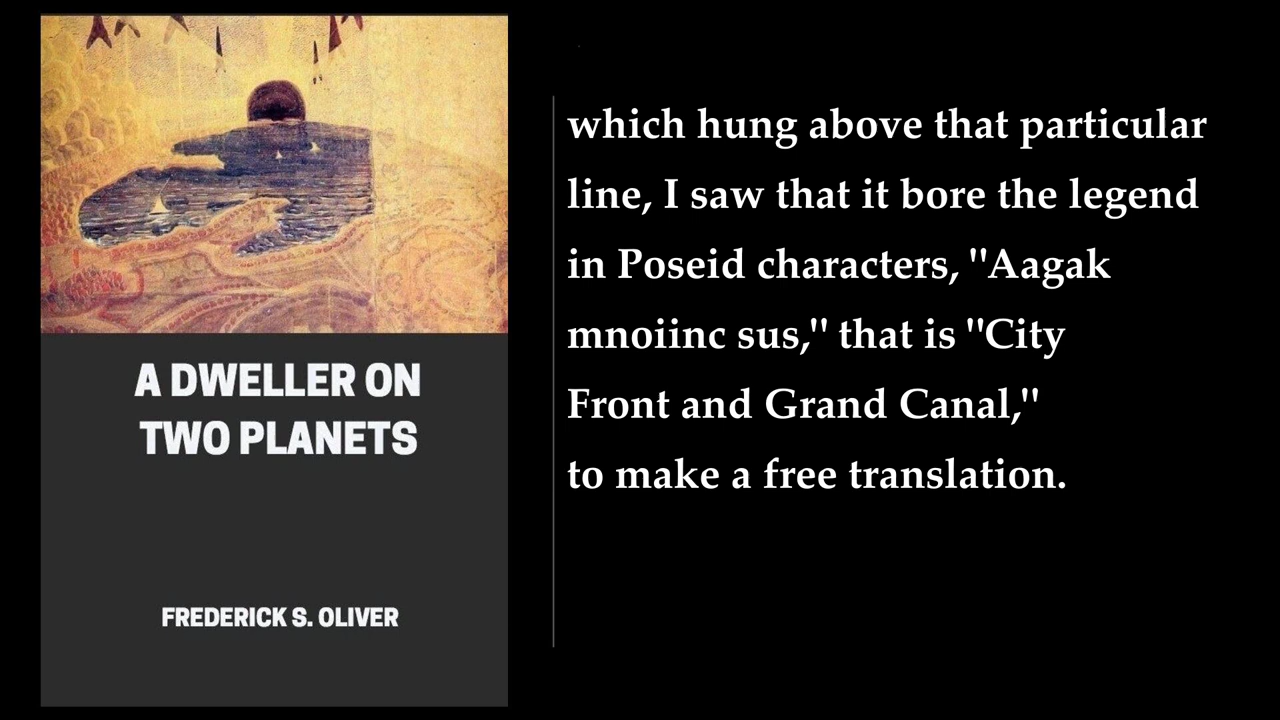 A DWELLER ON
TWO PLANETS
FREDERICK S. OLIVER
which hung above that particular
line, I saw that it bore the legend
in Poseid characters, "Aagak
mnoiinc sus," that is "City
Front and Grand Canal,"
to make a free translation.